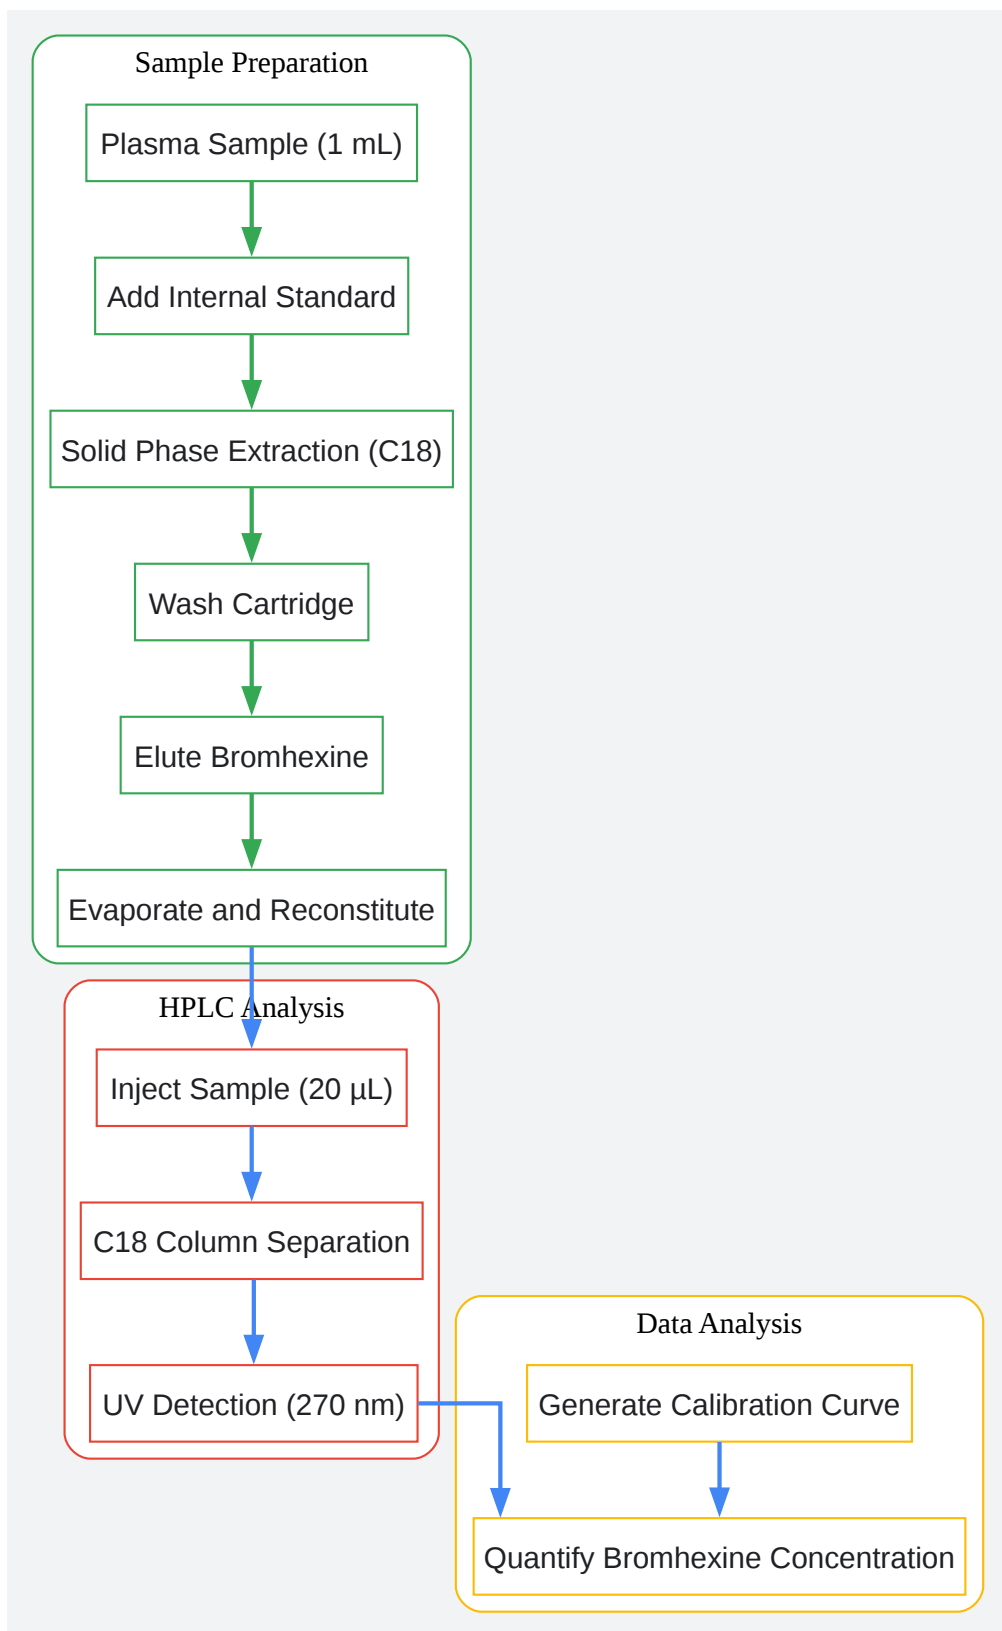 Sample Preparation
Plasma Sample (1 mL)
Add Internal Standard
Solid Phase Extraction (C18)
Wash Cartridge
Elute Bromhexine
Evaporate and Reconstitute
HPLC Analysis
Inject Sample (20 µL)
C18 Column Separation
UV Detection (270 nm)
Data Analysis
Generate Calibration Curve
Quantify Bromhexine Concentration